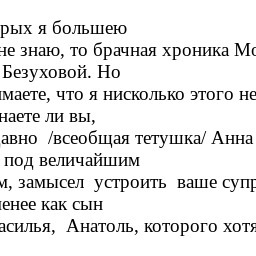 рых я большею
не знаю, то брачная хроника Мо
Безуховой. Но
маете, что я нисколько этого не
наете ли вы,
авно /всеобщая тетушка/ Анна
под величайшим
м, замысел устроить ваше супр
енее как сын
асилья, Анатоль, которого хотя